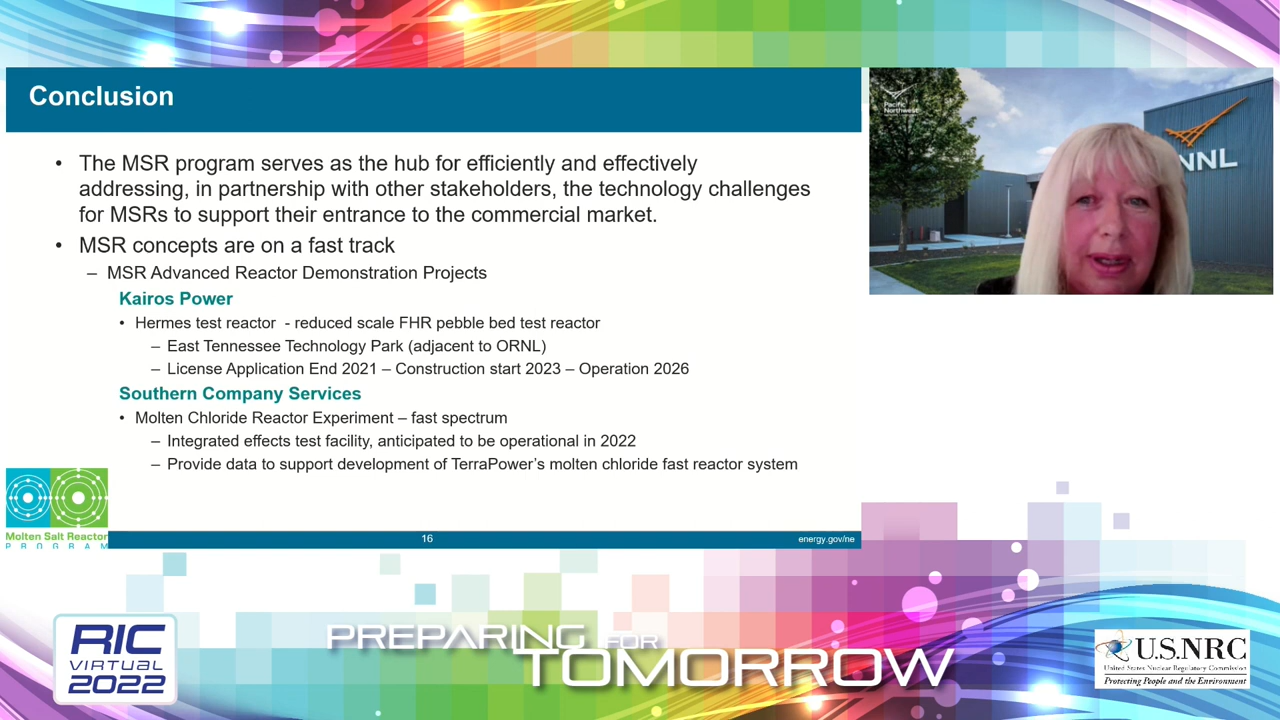 Conclusion
• The MSR program serves as the hub for efficiently and effectively
addressing, in partnership with other stakeholders, the technology challenges
for MSRs to support their entrance to the commercial market.
• MSR concepts are on a fast track
– MSR Advanced Reactor Demonstration Projects
Kairos Power
• Hermes test reactor - reduced scale FHR pebble bed test reactor
– East Tennessee Technology Park (adjacent to ORNL)
– License Application End 2021 – Construction start 2023 – Operation 2026
Southern Company Services
• Molten Chloride Reactor Experiment – fast spectrum
– Integrated effects test facility, anticipated to be operational in 2022
– Provide data to support development of TerraPower's molten chloride fast reactor system
Molten Salt Reactor
PROGRAM
16
energy.gov/ne
Pacific
Northwest
NNL
RIC
VIRTUAL
2022
PREPARING FOR
TOMORROW
U.S.NRC
United States Nuclear Regulatory Commission
Protecting People and the Environment